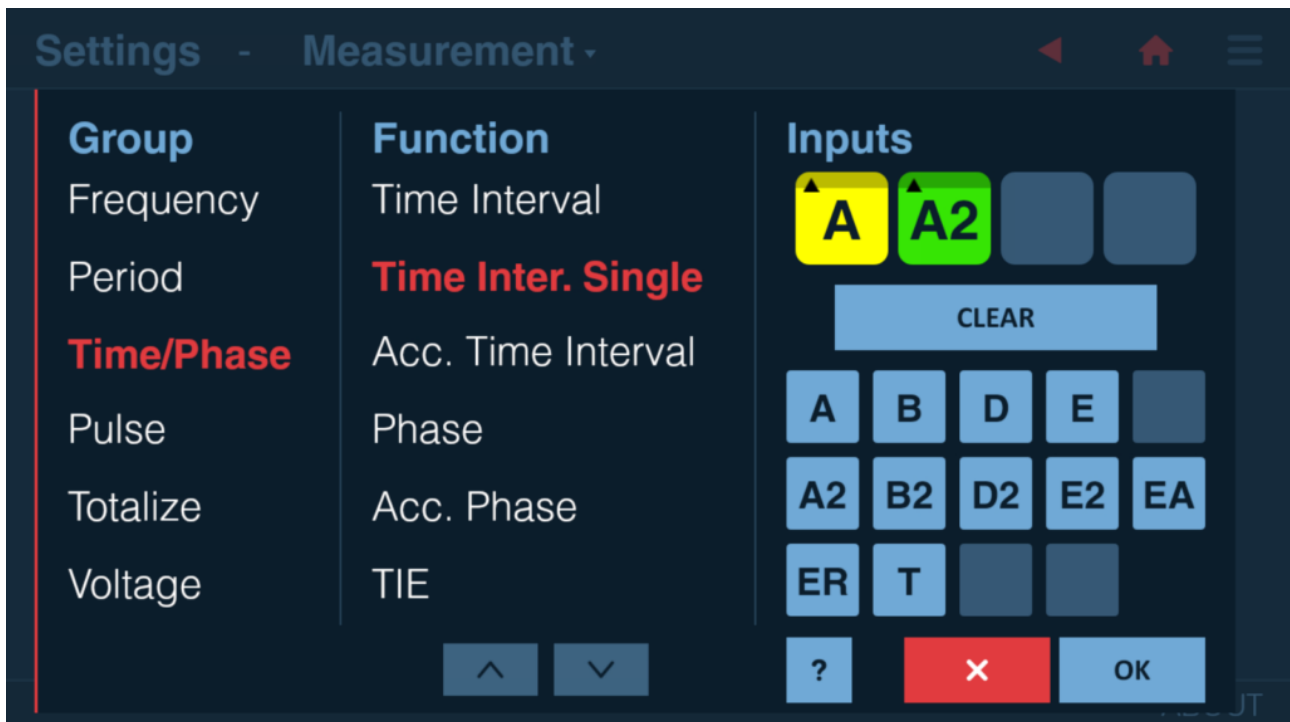 Settings - Measurement
Group
Frequency
Period
Time/Phase
Pulse
Totalize
Voltage
Function
Time Interval
Time Inter. Single
Acc. Time Interval
Phase
Acc. Phase
TIE
Inputs
A A2
CLEAR
A B D E
A2 B2 D2 E2 EA
ER T
? × OK